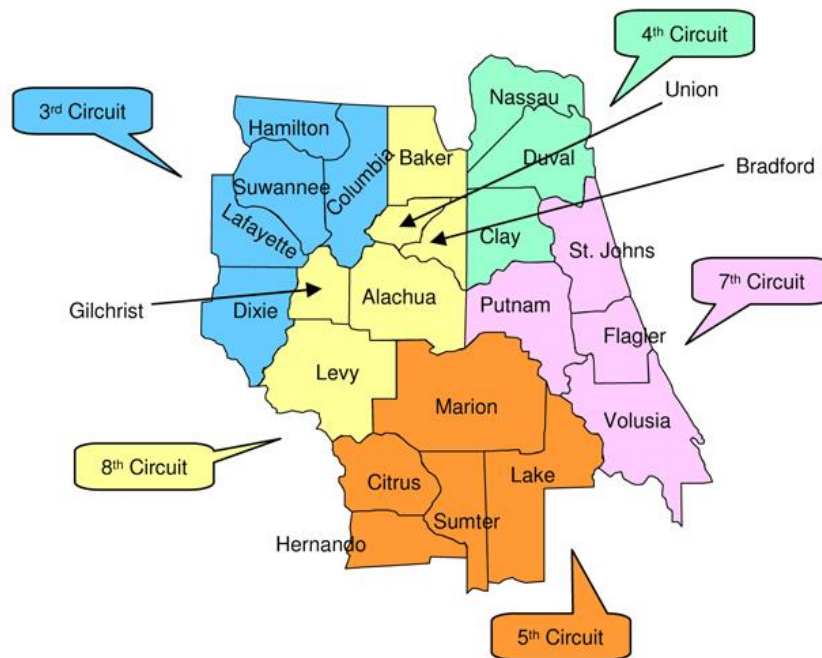 4th Circuit
Nassau
Union
3rd Circuit
Hamilton
Baker
Duval
Columbia
Bradford
Suwannee
Lafayette
Clay
St. Johns
7th Circuit
Gilchrist
Dixie
Alachua
Putnam
Flagler
Levy
Marion
Volusia
8th Circuit
Citrus
Lake
Sumter
Hernando
5th Circuit